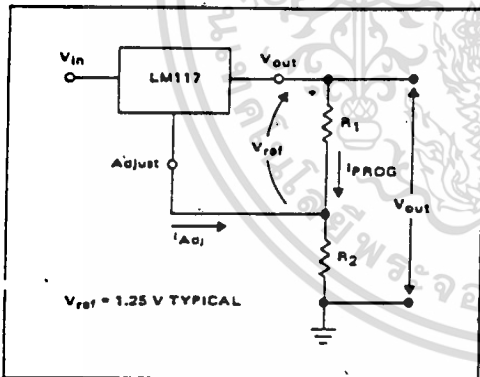 Vin
LM117
Vout
Adjust
Vref
R1
IPROG
Vout
IAdj
R2
Vref = 1.25 V TYPICAL